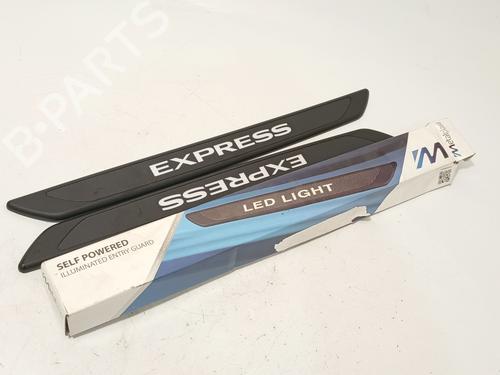 B-PARTS
EXPRESS
EXPRESS
LED LIGHT
SELF POWERED
ILLUMINATED ENTRY GUARD